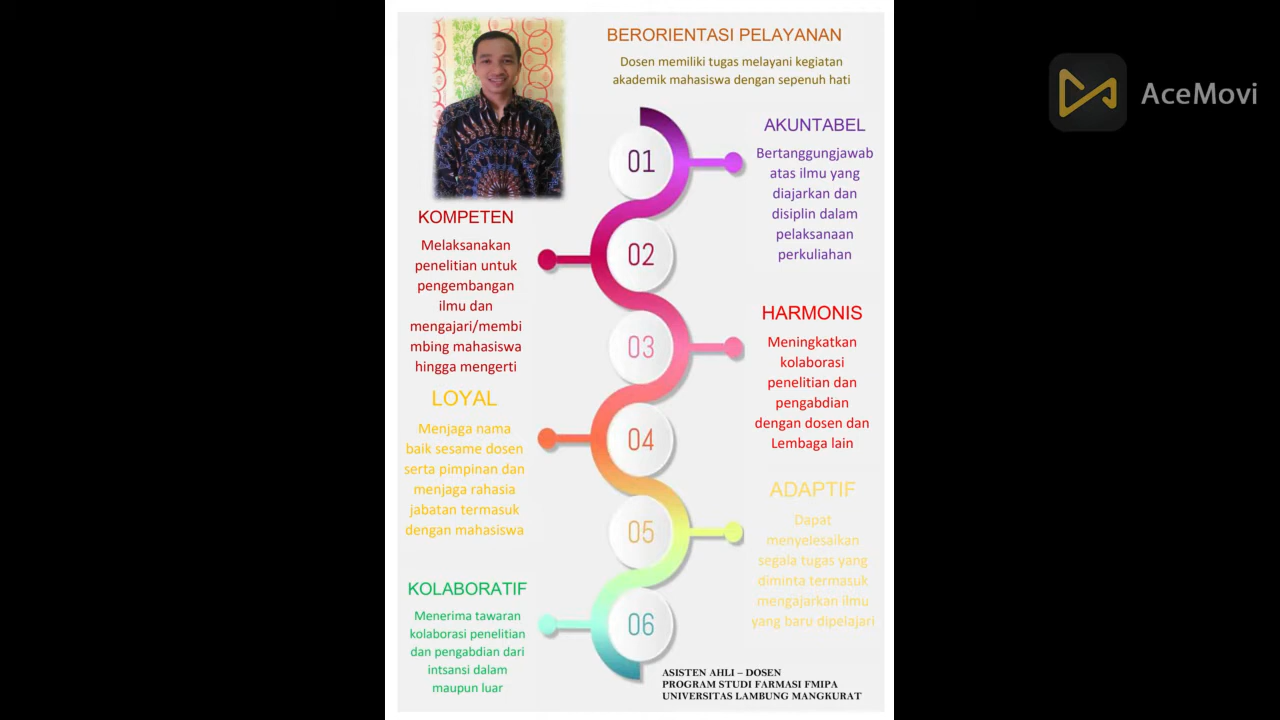 BERORIENTASI PELAYANAN
Dosen memiliki tugas melayani kegiatan
akademik mahasiswa dengan sepenuh hati
AceMovi
01
AKUNTABEL
Bertanggungjawab
atas ilmu yang
diajarkan dan
disiplin dalam
pelaksanaan
perkuliahan
02
KOMPETEN
Melaksanakan
penelitian untuk
pengembangan
ilmu dan
mengajari/membi
mbing mahasiswa
hingga mengerti
03
HARMONIS
Meningkatkan
kolaborasi
penelitian dan
pengabdian
dengan dosen dan
Lembaga lain
04
LOYAL
Menjaga nama
baik sesame dosen
serta pimpinan dan
menjaga rahasia
jabatan termasuk
dengan mahasiswa
05
ADAPTIF
Dapat
menyelesaikan
segala tugas yang
diminta termasuk
mengajarkan ilmu
yang baru dipelajari
06
KOLABORATIF
Menerima tawaran
kolaborasi penelitian
dan pengabdian dari
intsansi dalam
maupun luar
ASISTEN AHLI – DOSEN
PROGRAM STUDI FARMASI FMIPA
UNIVERSITAS LAMBUNG MANGKURAT